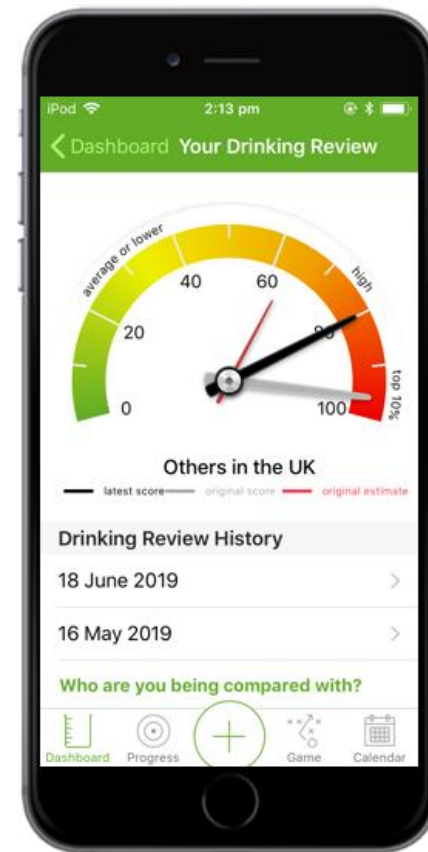 iPod 2:13 pm
Dashboard Your Drinking Review
average or lower
high
top 10%
0
20
40
60
80
100
Others in the UK
latest score original score original estimate
Drinking Review History
18 June 2019
16 May 2019
Who are you being compared with?
Dashboard Progress Game Calendar